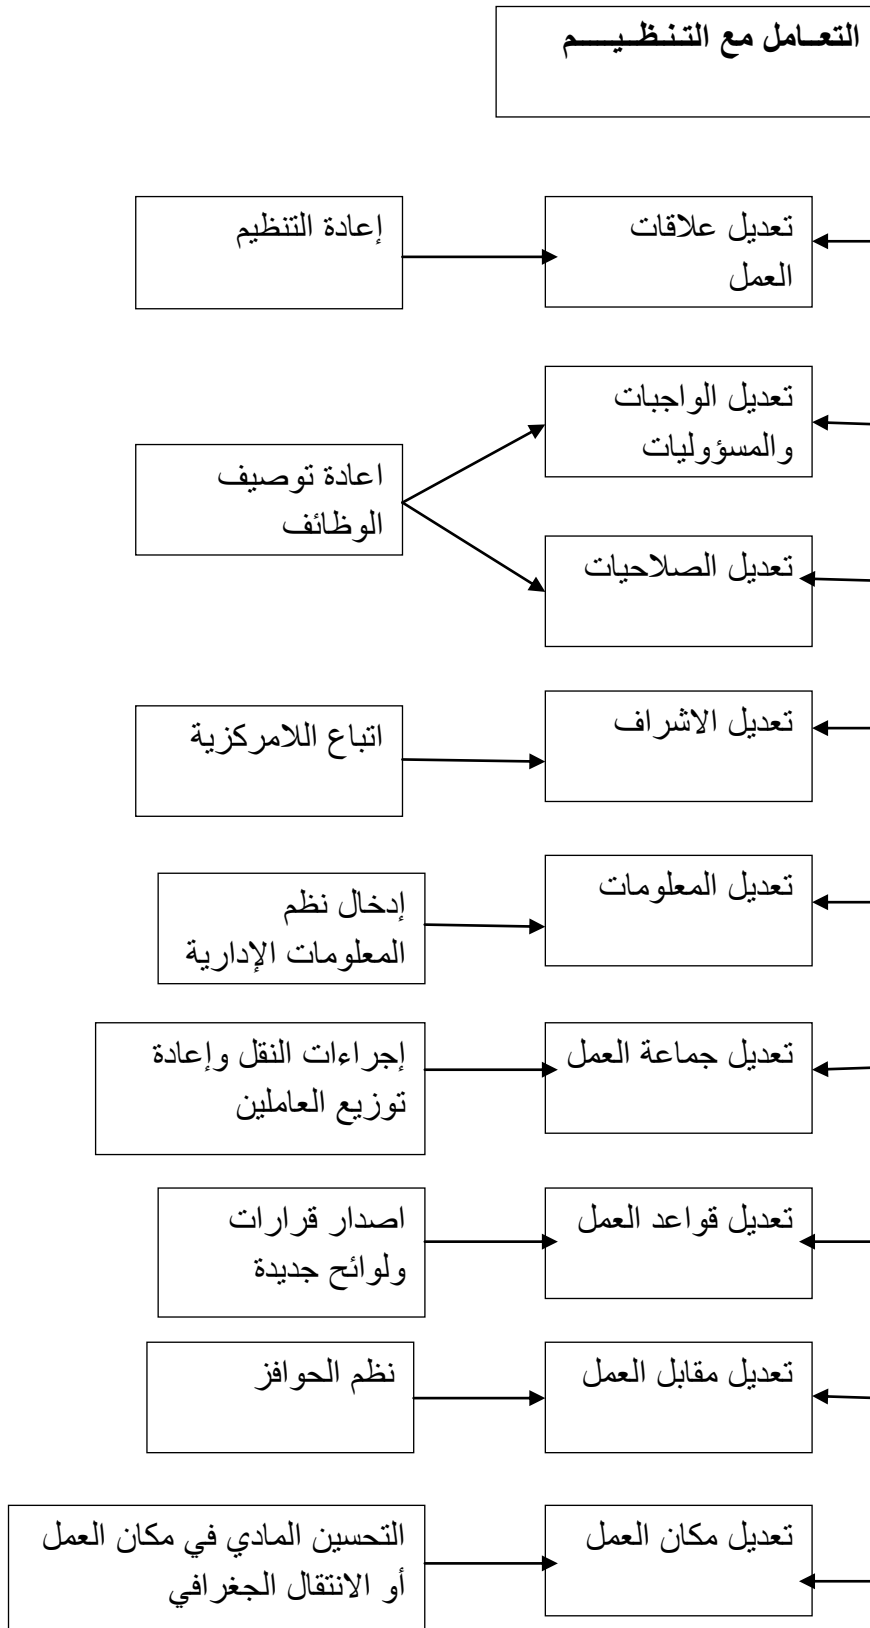 التعـامل مع التـنـظـيـــم
تعديل علاقات
العمل
إعادة التنظيم
تعديل الواجبات
والمسؤوليات
اعادة توصيف
الوظائف
تعديل الصلاحيات
تعديل الاشراف
اتباع اللامركزية
تعديل المعلومات
إدخال نظم
المعلومات الإدارية
تعديل جماعة العمل
إجراءات النقل وإعادة
توزيع العاملين
تعديل قواعد العمل
اصدار قرارات
ولوائح جديدة
تعديل مقابل العمل
نظم الحوافز
تعديل مكان العمل
التحسين المادي في مكان العمل
أو الانتقال الجغرافي